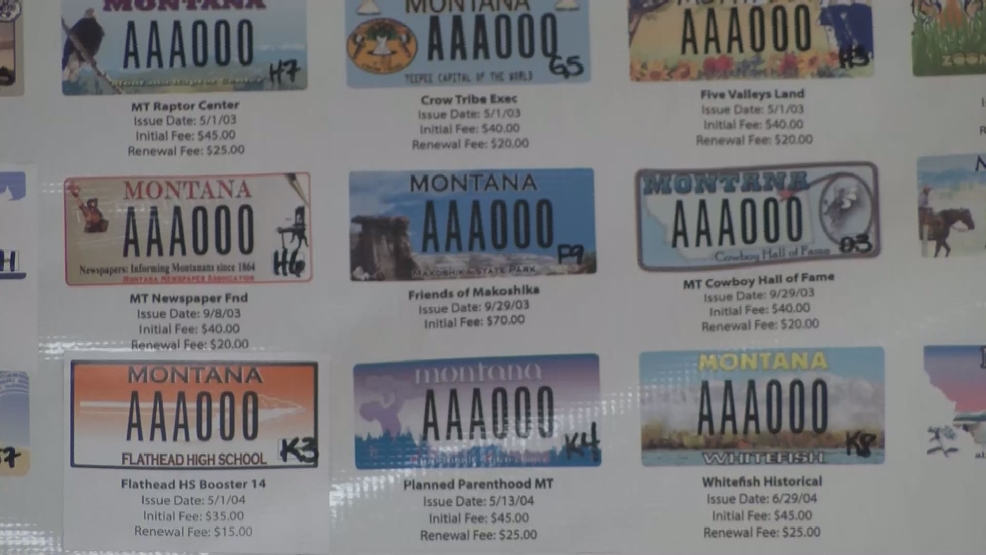 MONTANA
AAA000
H7
MT Raptor Center
Issue Date: 5/1/03
Initial Fee: $45.00
Renewal Fee: $25.00
MONTANA
AAA000
G5
TEEPEE CAPITAL OF THE WORLD
Crow Tribe Exec
Issue Date: 5/1/03
Initial Fee: $40.00
Renewal Fee: $20.00
AAA000
H3
Five Valleys Land
Issue Date: 5/1/03
Initial Fee: $40.00
Renewal Fee: $20.00
ZOO
MONTANA
AAA000
H6
Newspapers: Informing Montanans since 1864
MONTANA NEWSPAPER ASSOCIATION
MT Newspaper Fnd
Issue Date: 9/8/03
Initial Fee: $40.00
Renewal Fee: $20.00
MONTANA
AAA000
F9
MAKOSHIKA STATE PARK
Friends of Makoshika
Issue Date: 9/29/03
Initial Fee: $70.00
MONTANA
AAA000
Cowboy Hall of Fame
MT Cowboy Hall of Fame
Issue Date: 9/29/03
Initial Fee: $40.00
Renewal Fee: $20.00
MONTANA
AAA000
K3
FLATHEAD HIGH SCHOOL
Flathead HS Booster 14
Issue Date: 5/1/04
Initial Fee: $35.00
Renewal Fee: $15.00
montana
AAA000
K4
Planned Parenthood MT
Issue Date: 5/13/04
Initial Fee: $45.00
Renewal Fee: $25.00
MONTANA
AAA000
K8
WHITEFISH
Whitefish Historical
Issue Date: 6/29/04
Initial Fee: $45.00
Renewal Fee: $25.00